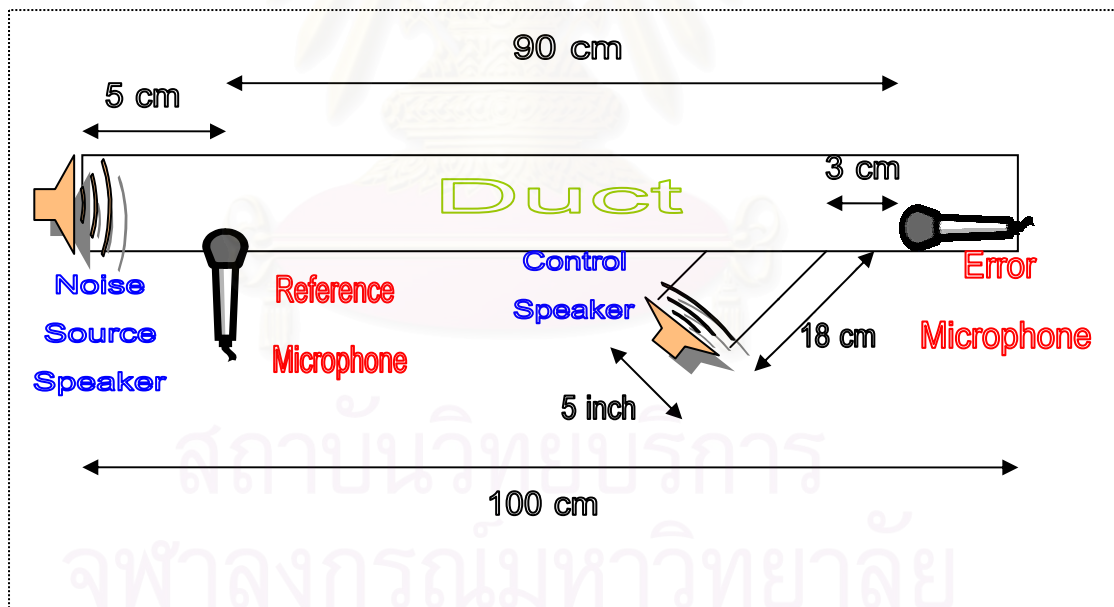 90 cm
5 cm
3 cm
Duct
Control
Speaker
Error
Microphone
Noise
Source
Speaker
Reference
Microphone
18 cm
5 inch
100 cm
สถาบันวิทยบริการ
จุฬาลงกรณ์มหาวิทยาลัย